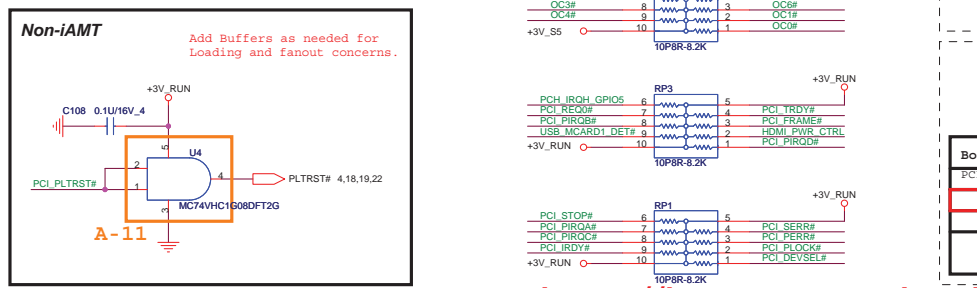 Non-iAMT
Add Buffers as needed for
Loading and fanout concerns.
+3V_RUN
C108 0.1U/16V_4
5
U4
2
4
PCI_PLTRST#
1
PLTRST# 4,18,19,22
3
MC74VHC1G08DFT2G
A-11
OC3# 8 3 OC6#
OC4# 9 2 OC1#
+3V_S5 10 1 OC0#
10P8R-8.2K
+3V_RUN
RP3
PCH_IRQH_GPIO5 6 5
PCI_REQ0# 7 4 PCI_TRDY#
PCI_PIRQB# 8 3 PCI_FRAME#
USB_MCARD1_DET# 9 2 HDMI_PWR_CTRL
+3V_RUN 10 1 PCI_PIRQD#
10P8R-8.2K
+3V_RUN
RP1
PCI_STOP# 6 5
PCI_PIRQA# 7 4 PCI_SERR#
PCI_PIRQC# 8 3 PCI_PERR#
PCI_IRDY# 9 2 PCI_PLOCK#
+3V_RUN 10 1 PCI_DEVSEL#
10P8R-8.2K
Bo
PC